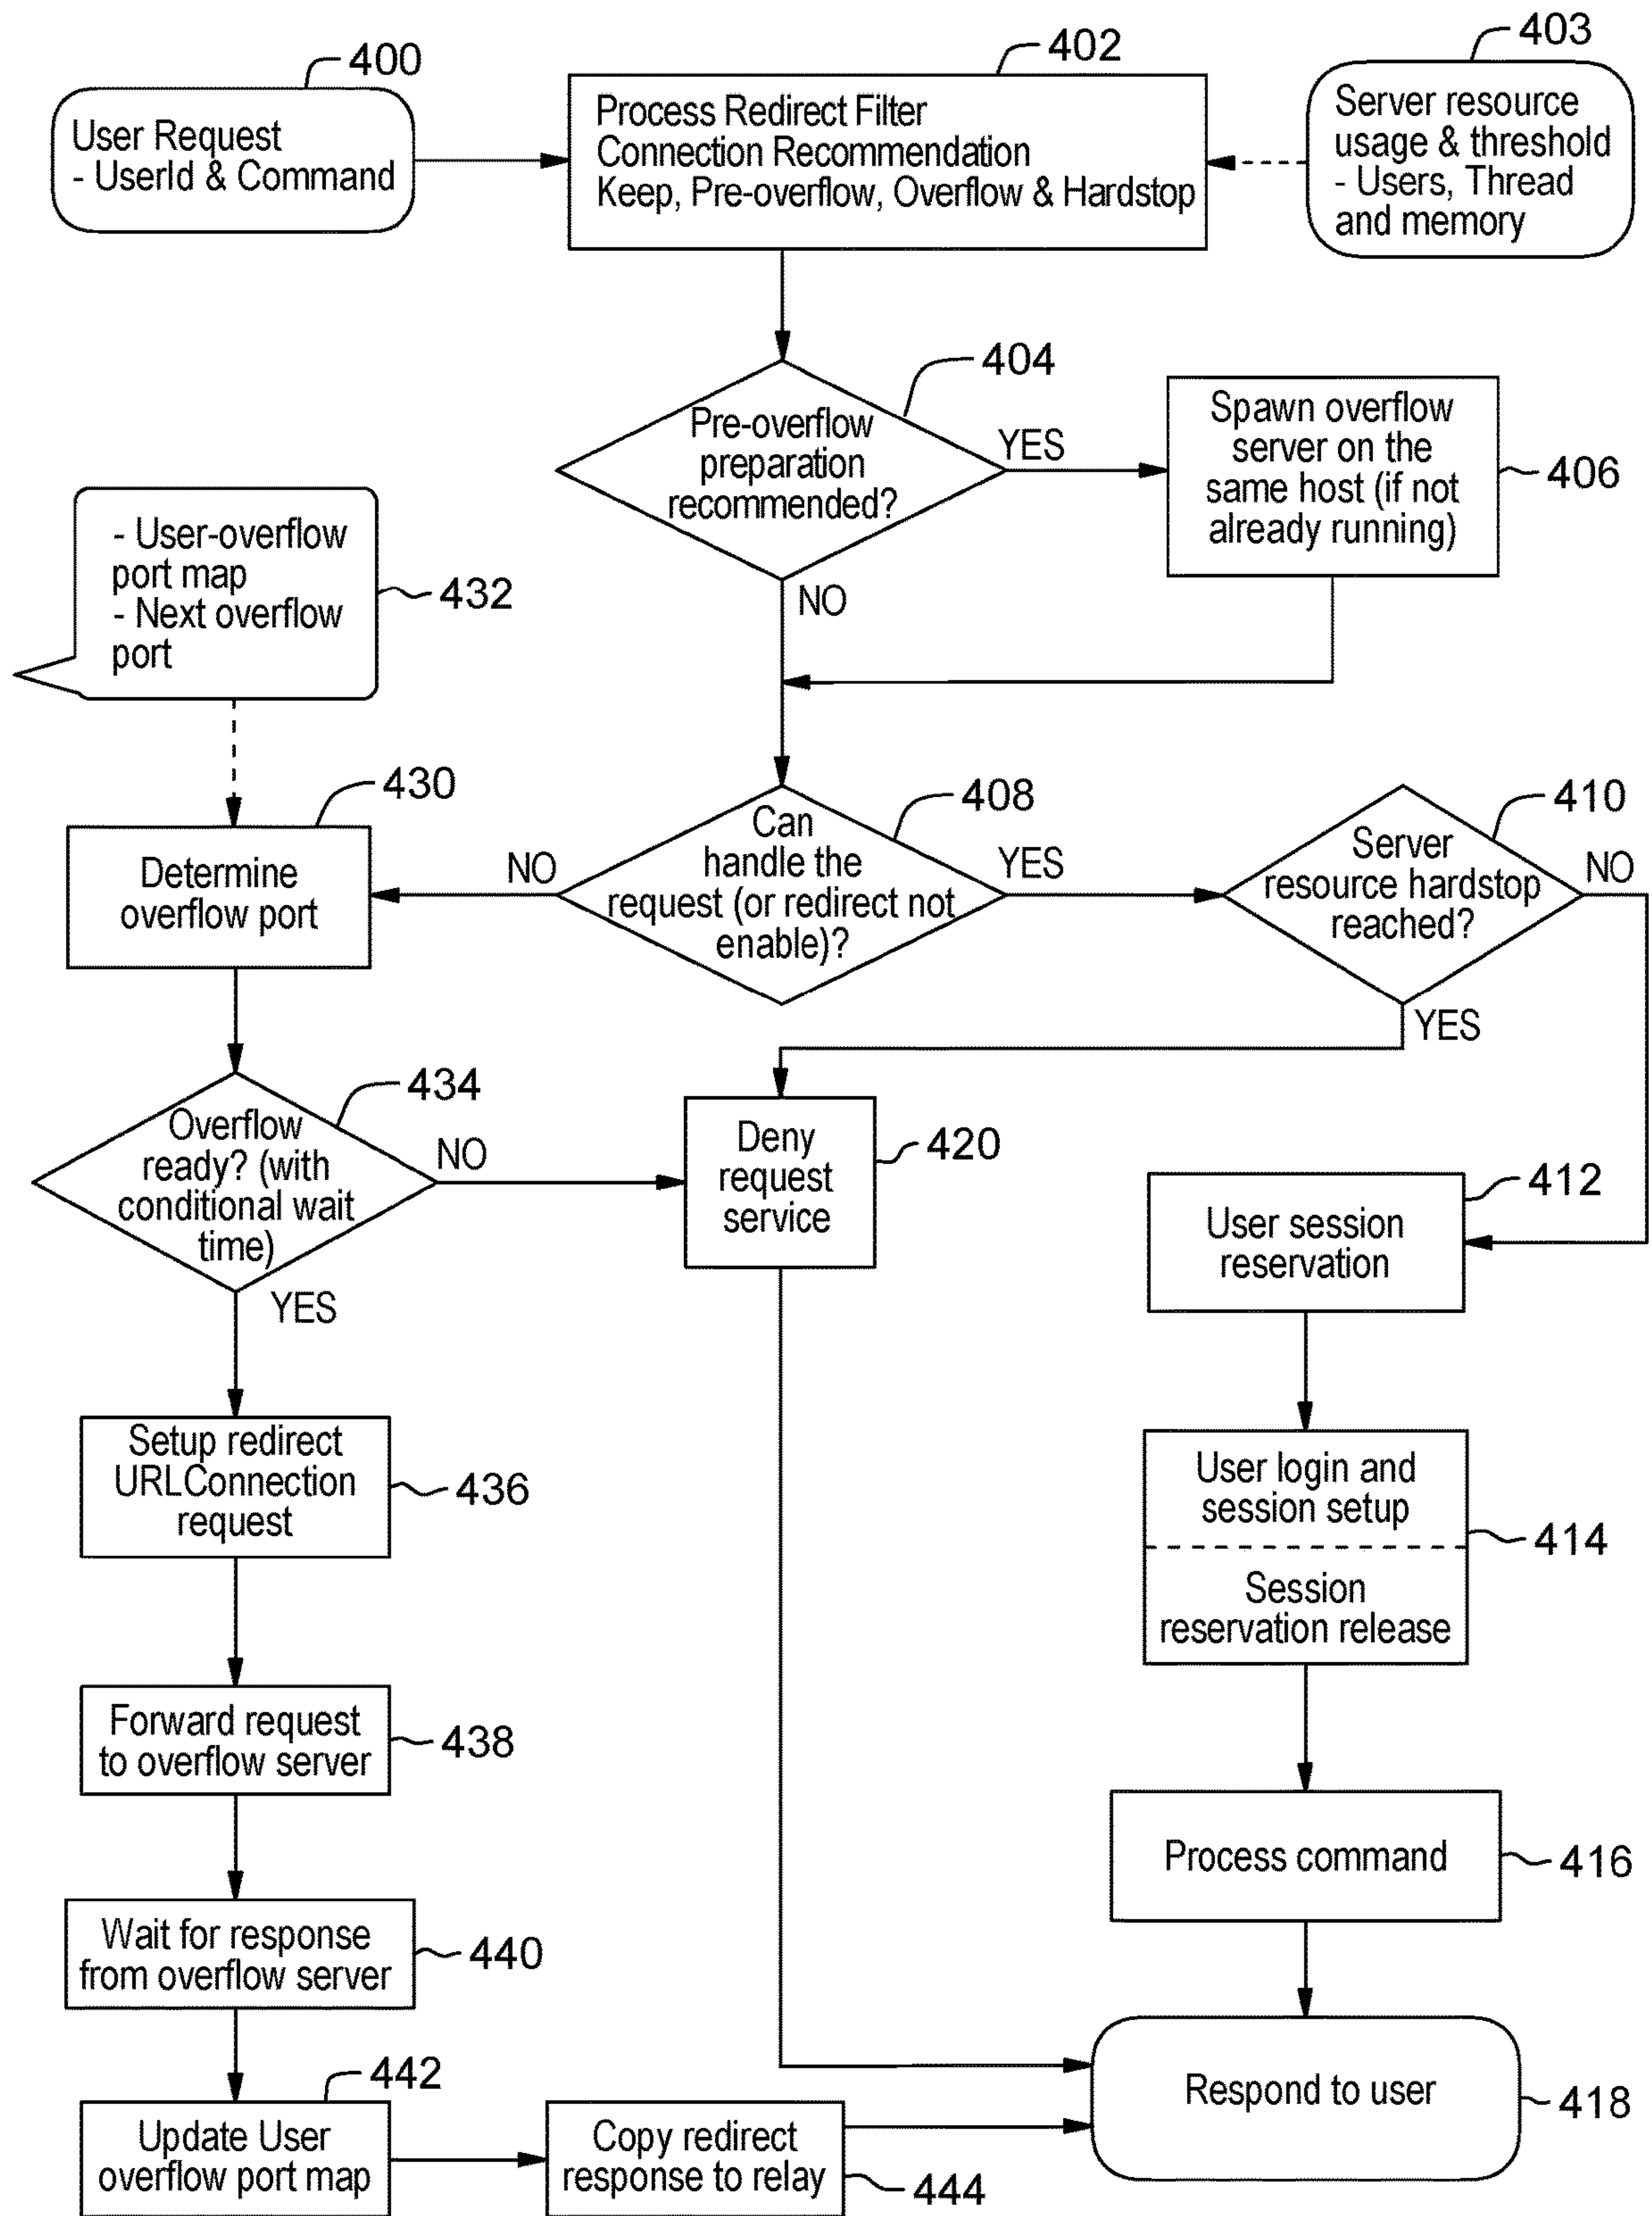 400
User Request
- UserId & Command
402
Process Redirect Filter
Connection Recommendation
Keep, Pre-overflow, Overflow & Hardstop
403
Server resource
usage & threshold
- Users, Thread
and memory
404
Pre-overflow
preparation
recommended?
YES
NO
Spawn overflow
server on the
same host (if not
already running)
406
- User-overflow
port map
- Next overflow
port
432
430
Determine
overflow port
408
Can
handle the
request (or redirect not
enable)?
NO
YES
410
Server
resource hardstop
reached?
NO
YES
434
Overflow
ready? (with
conditional wait
time)
NO
YES
Deny
request
service
420
412
User session
reservation
Setup redirect
URLConnection
request
436
User login and
session setup
Session
reservation release
414
Forward request
to overflow server
438
Process command
416
Wait for response
from overflow server
440
442
Update User
overflow port map
Copy redirect
response to relay
444
Respond to user
418